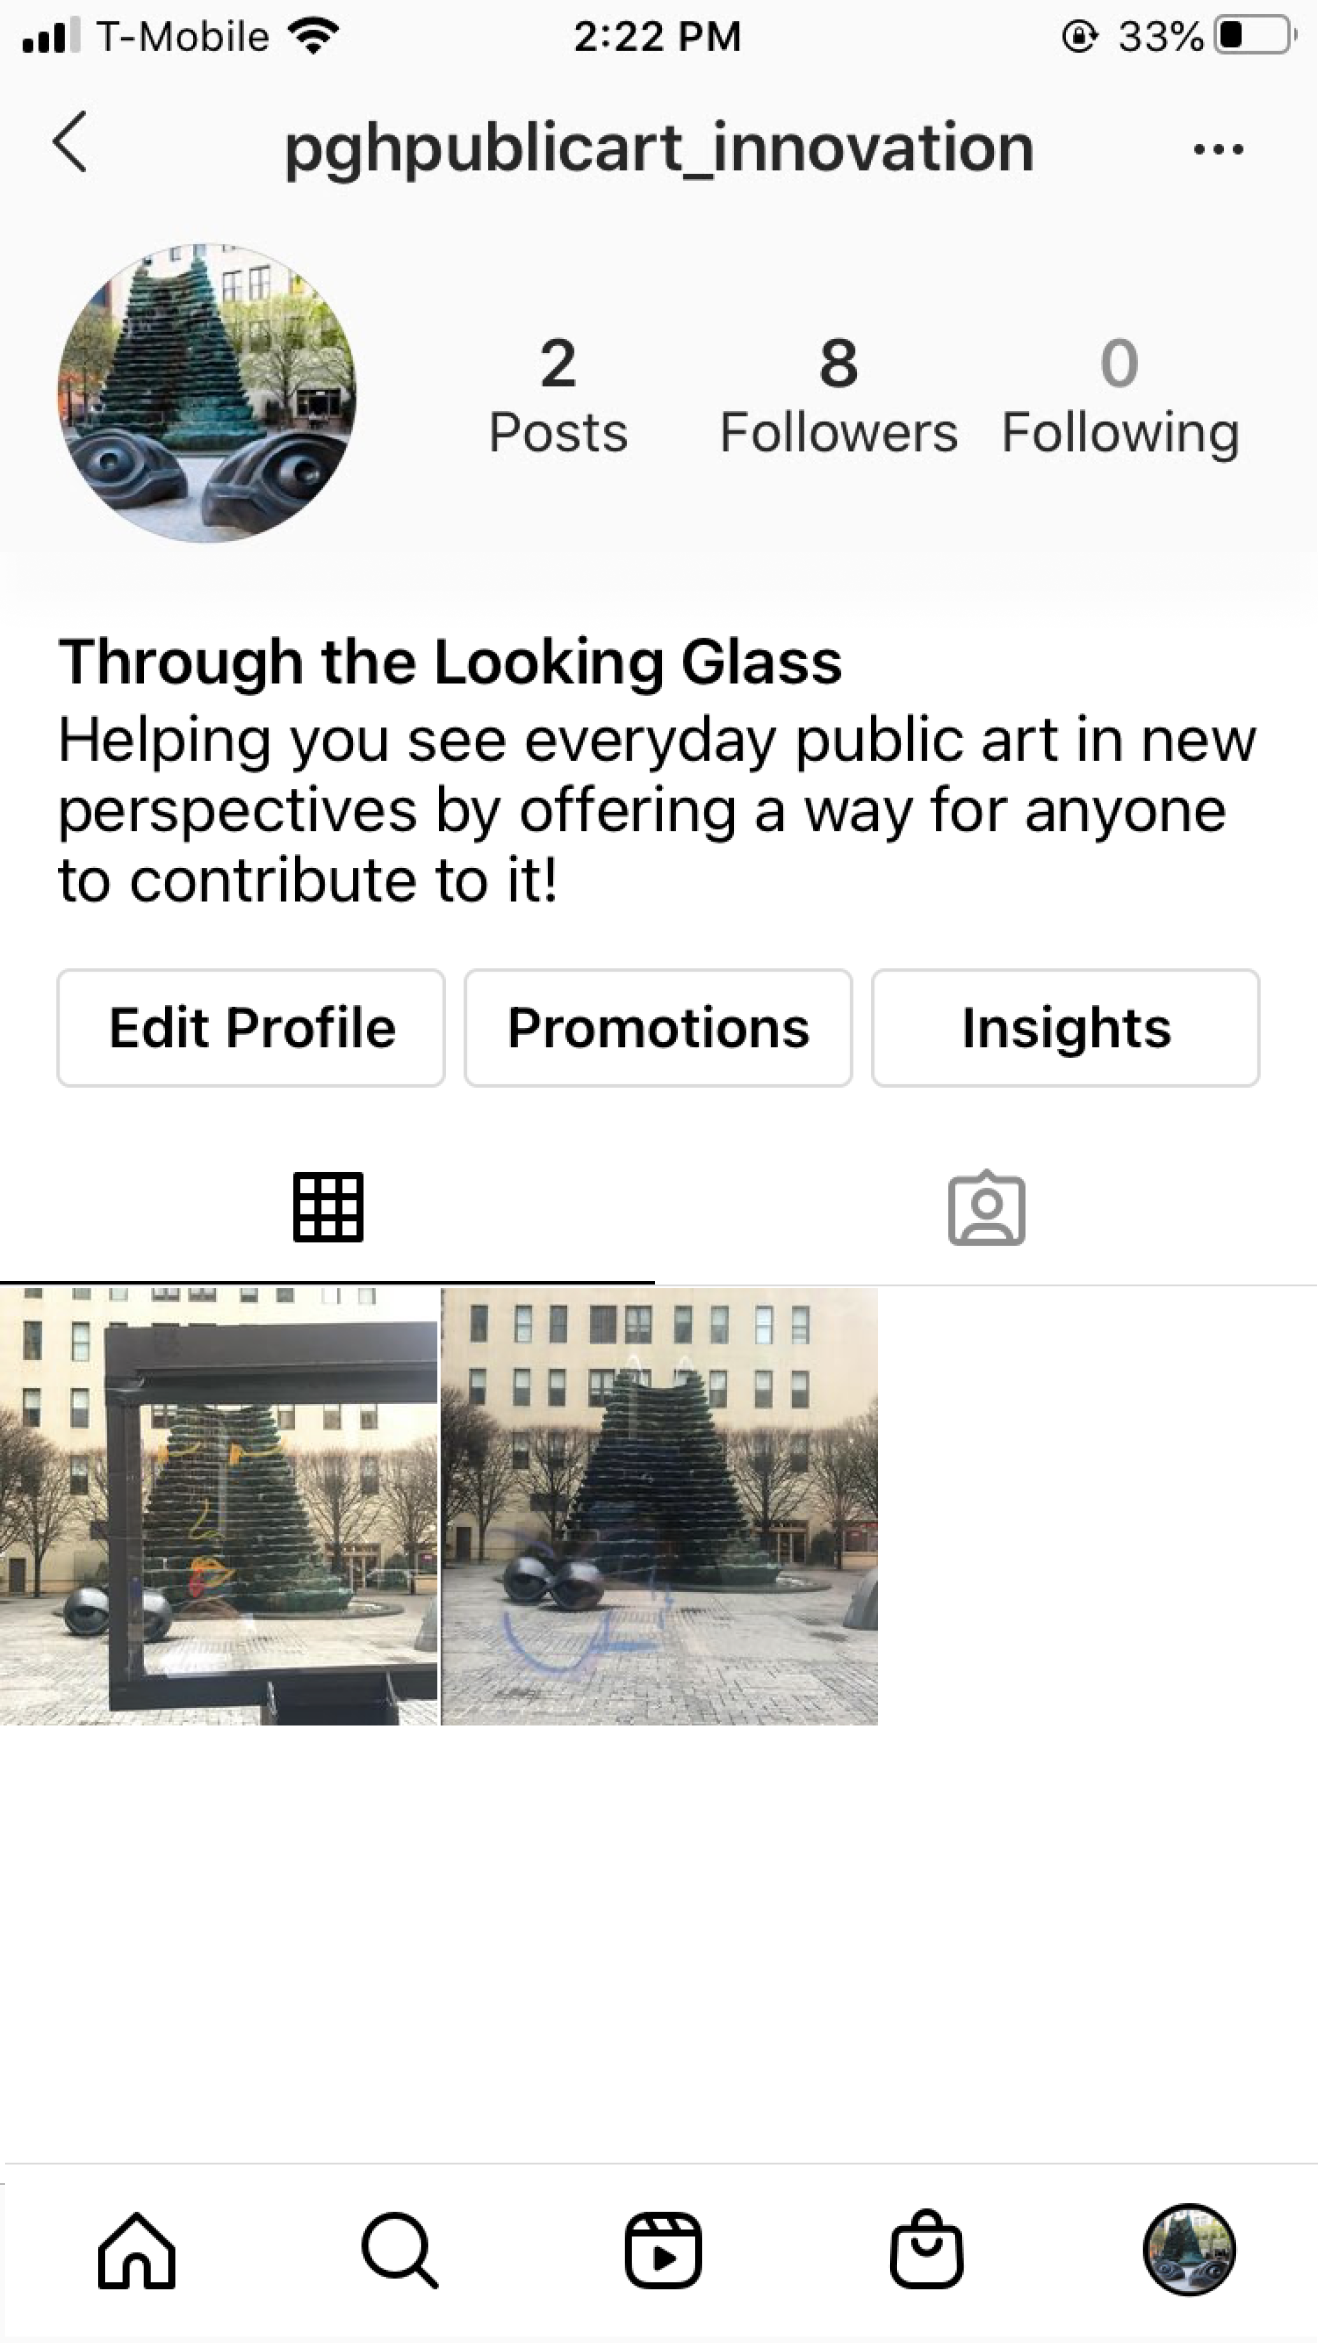 T-Mobile 2:22 PM 33%
pghpublicart_innovation
2 8 0
Posts Followers Following
Through the Looking Glass
Helping you see everyday public art in new
perspectives by offering a way for anyone
to contribute to it!
Edit Profile Promotions Insights